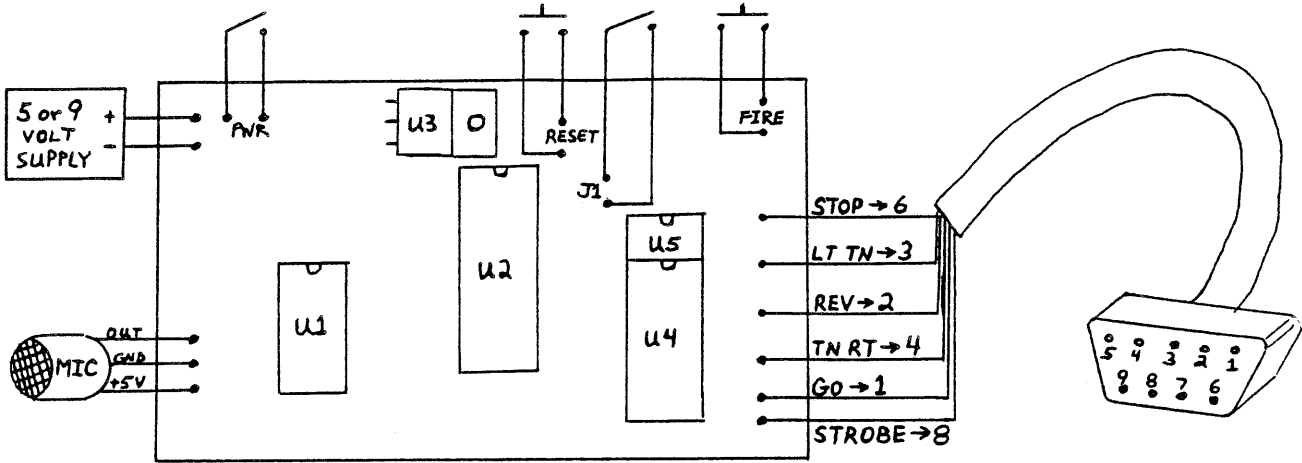 5 or 9 +
VOLT
SUPPLY -
PWR
U3
O
RESET
FIRE
J1
U5
U2
U1
U4
STOP→6
LT TN→3
REV→2
TN RT→4
GO→1
STROBE→8
OUT
MIC
GND
+5V
5 4 3 2 1
9 8 7 6